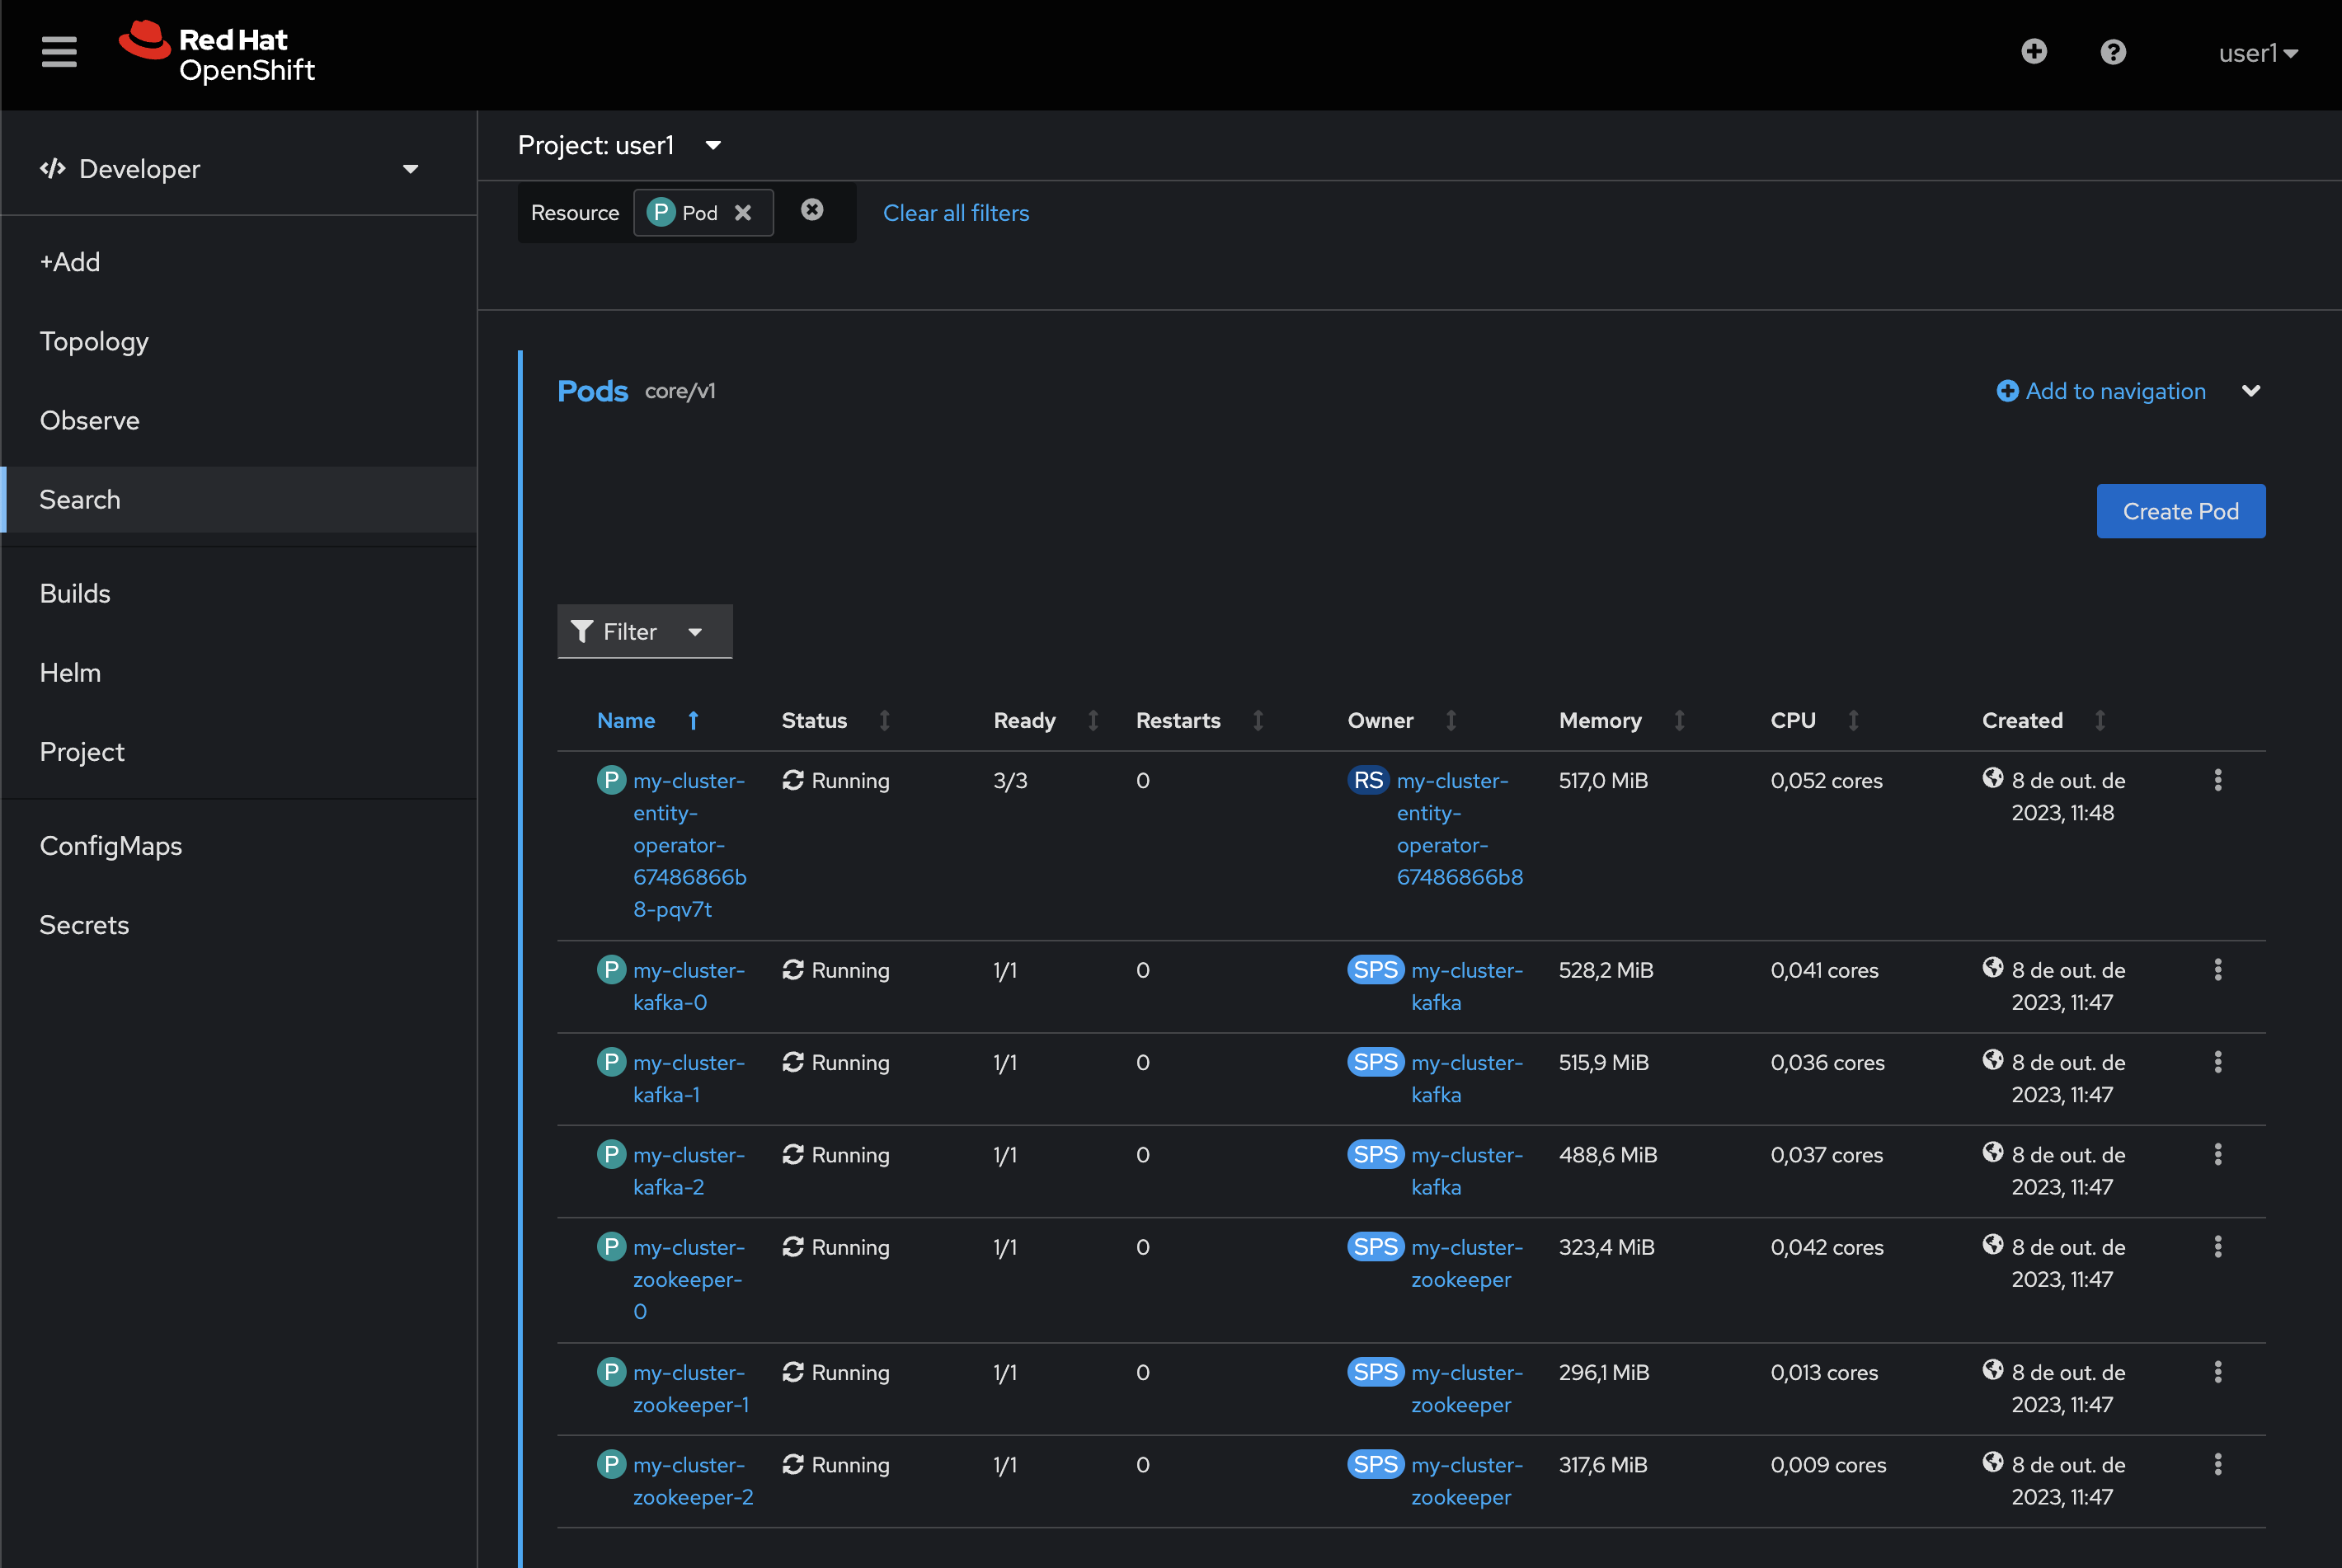 Red Hat
OpenShift
user1
Developer
+Add
Topology
Observe
Search
Builds
Helm
Project
ConfigMaps
Secrets
Project: user1
Resource P Pod Clear all filters
Pods core/v1 Add to navigation
Create Pod
Filter
Name Status Ready Restarts Owner Memory CPU Created
P my-cluster- Running 3/3 0 RS my-cluster- 517,0 MiB 0,052 cores 8 de out. de
entity- entity- 2023, 11:48
operator- operator-
67486866b 67486866b8
8-pqv7t
P my-cluster- Running 1/1 0 SPS my-cluster- 528,2 MiB 0,041 cores 8 de out. de
kafka-0 kafka 2023, 11:47
P my-cluster- Running 1/1 0 SPS my-cluster- 515,9 MiB 0,036 cores 8 de out. de
kafka-1 kafka 2023, 11:47
P my-cluster- Running 1/1 0 SPS my-cluster- 488,6 MiB 0,037 cores 8 de out. de
kafka-2 kafka 2023, 11:47
P my-cluster- Running 1/1 0 SPS my-cluster- 323,4 MiB 0,042 cores 8 de out. de
zookeeper- zookeeper 2023, 11:47
0
P my-cluster- Running 1/1 0 SPS my-cluster- 296,1 MiB 0,013 cores 8 de out. de
zookeeper-1 zookeeper 2023, 11:47
P my-cluster- Running 1/1 0 SPS my-cluster- 317,6 MiB 0,009 cores 8 de out. de
zookeeper-2 zookeeper 2023, 11:47